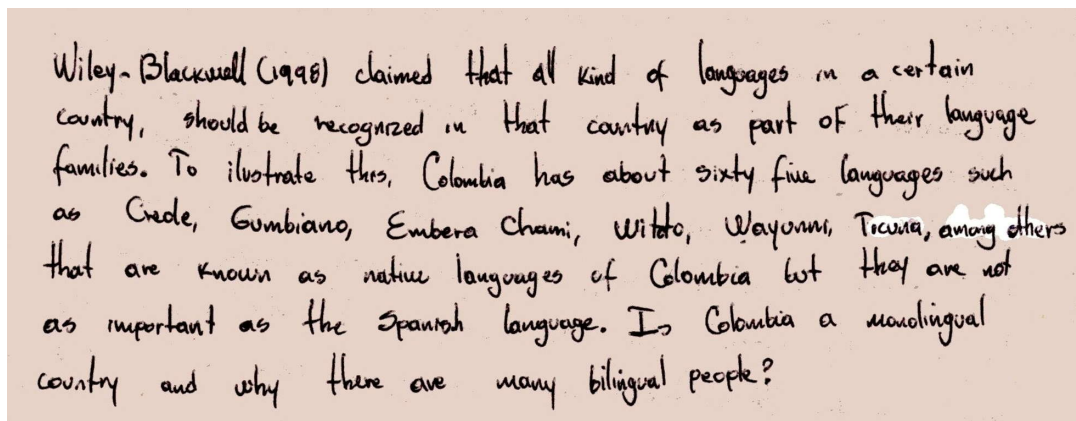 Wiley-Blackwell (1998) claimed that all kind of languages in a certain
country, should be recognized in that country as part of their language
families. To ilustrate this, Colombia has about sixty five languages such
as Creole, Gumbiano, Embera Chami, Witoto, Wayunni, Ticuna, among others
that are known as native languages of Colombia but they are not
as important as the Spanish language. Is Colombia a monolingual
country and why there are many bilingual people?